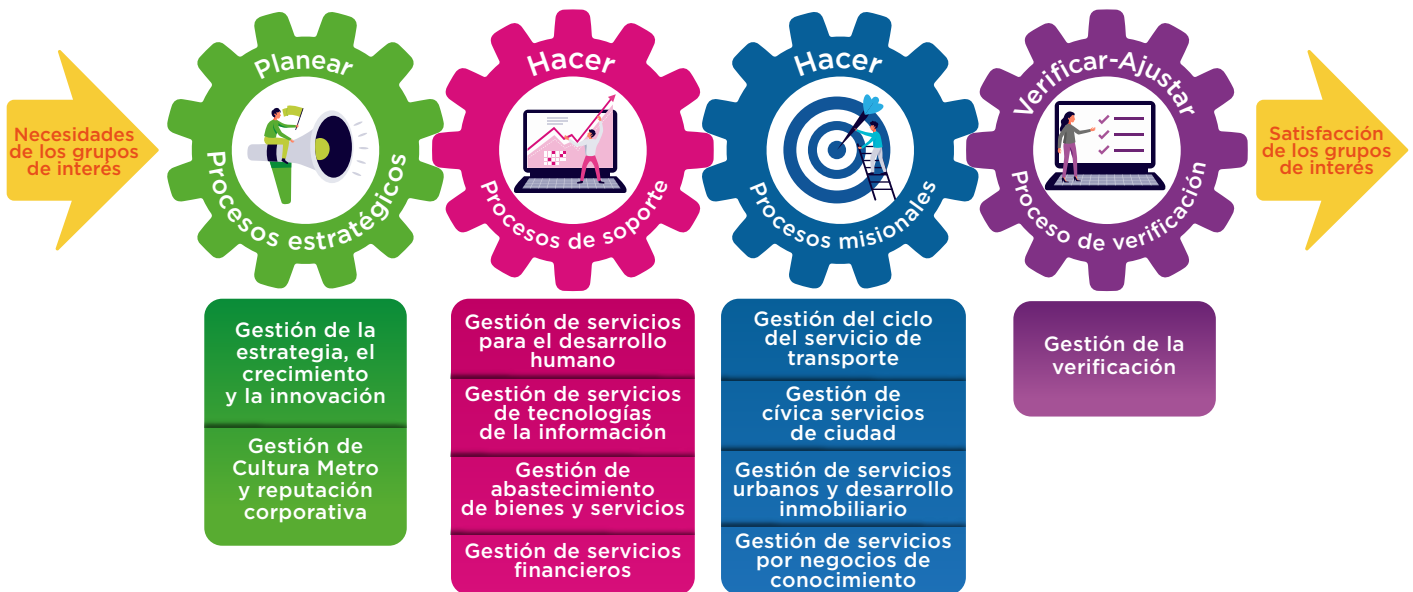 Necesidades
de los grupos
de interés
Planear
Procesos estratégicos
Hacer
Procesos de soporte
Hacer
Procesos misionales
Verificar-Ajustar
Proceso de verificación
Satisfacción
de los grupos
de interés
Gestión de la
estrategia, el
crecimiento
y la innovación
Gestión de
Cultura Metro
y reputación
corporativa
Gestión de servicios
para el desarrollo
humano
Gestión de servicios
de tecnologías
de la información
Gestión de
abastecimiento
de bienes y servicios
Gestión de servicios
financieros
Gestión del ciclo
del servicio de
transporte
Gestión de
cívica servicios
de ciudad
Gestión de servicios
urbanos y desarrollo
inmobiliario
Gestión de servicios
por negocios de
conocimiento
Gestión de la
verificación